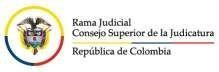 Rama Judicial
Consejo Superior de la Judicatura
República de Colombia